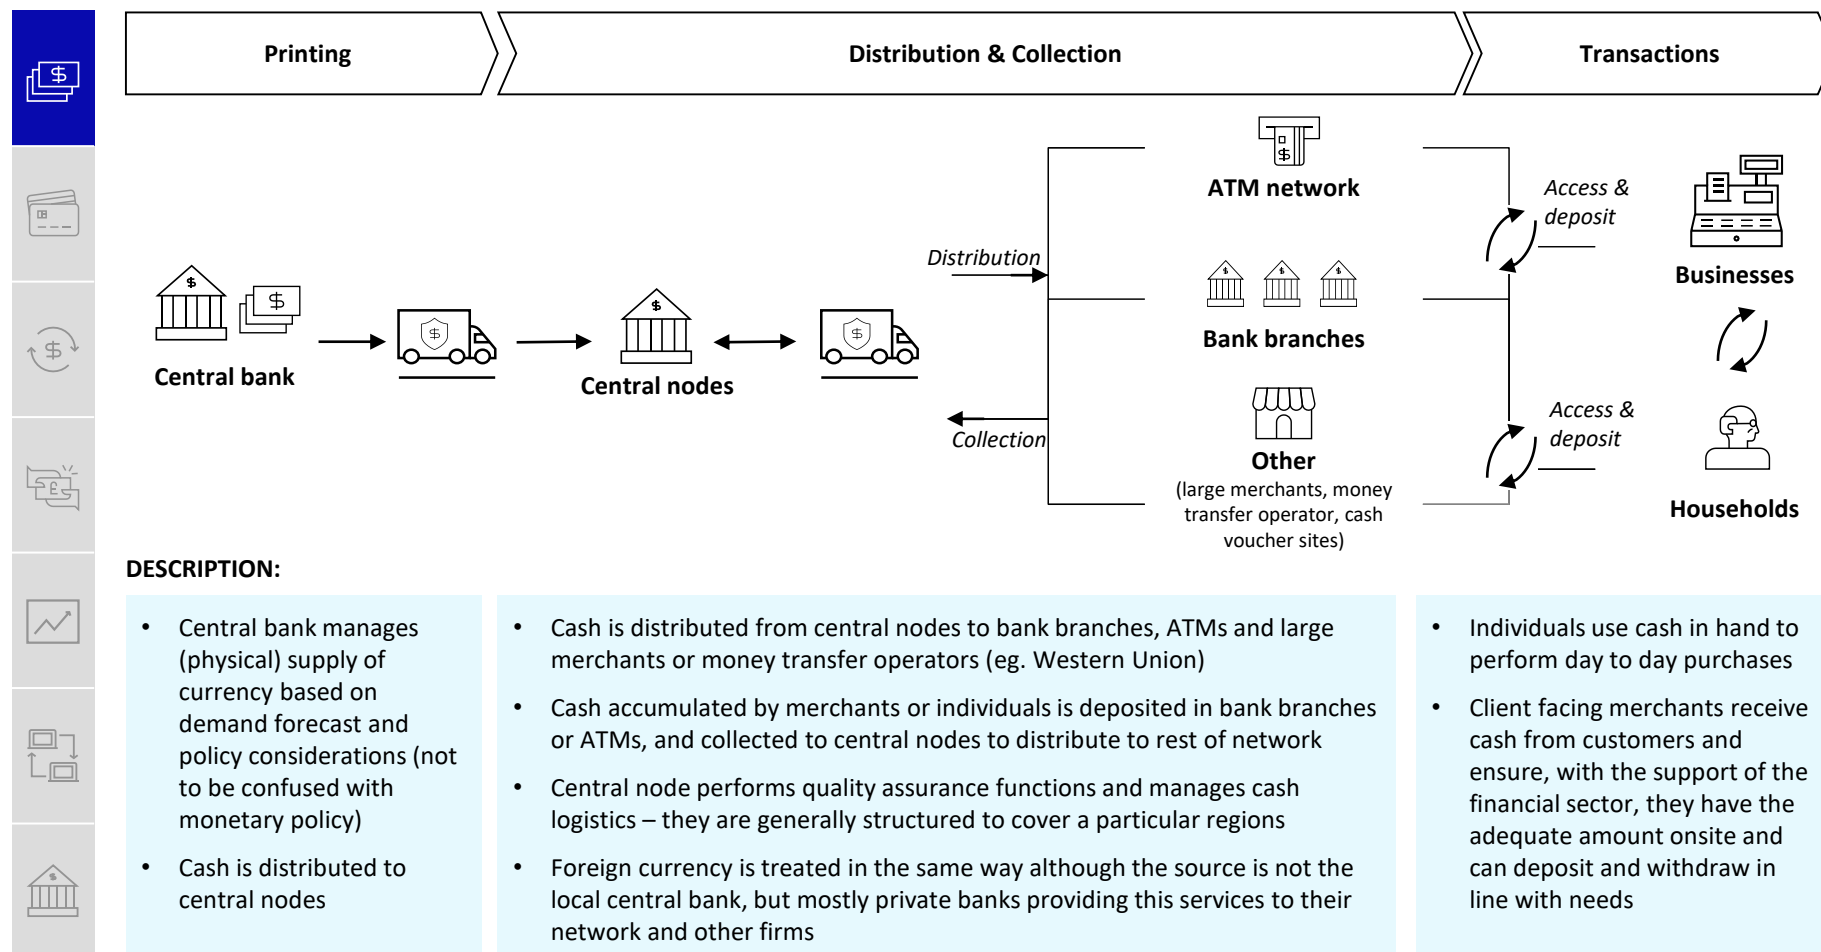 Printing
Distribution & Collection
Transactions
$
$
ATM network
Access &
deposit
Distribution
$
$
$
$
$
$
$
$
$
Businesses
Bank branches
Central bank
Central nodes
$
Access &
deposit
Collection
Other
(large merchants, money
transfer operator, cash
voucher sites)
Households
£
DESCRIPTION:
• Central bank manages
(physical) supply of
currency based on
demand forecast and
policy considerations (not
to be confused with
monetary policy)
• Cash is distributed to
central nodes
• Cash is distributed from central nodes to bank branches, ATMs and large
merchants or money transfer operators (eg. Western Union)
• Cash accumulated by merchants or individuals is deposited in bank branches
or ATMs, and collected to central nodes to distribute to rest of network
• Central node performs quality assurance functions and manages cash
logistics – they are generally structured to cover a particular regions
• Foreign currency is treated in the same way although the source is not the
local central bank, but mostly private banks providing this services to their
network and other firms
• Individuals use cash in hand to
perform day to day purchases
• Client facing merchants receive
cash from customers and
ensure, with the support of the
financial sector, they have the
adequate amount onsite and
can deposit and withdraw in
line with needs
$